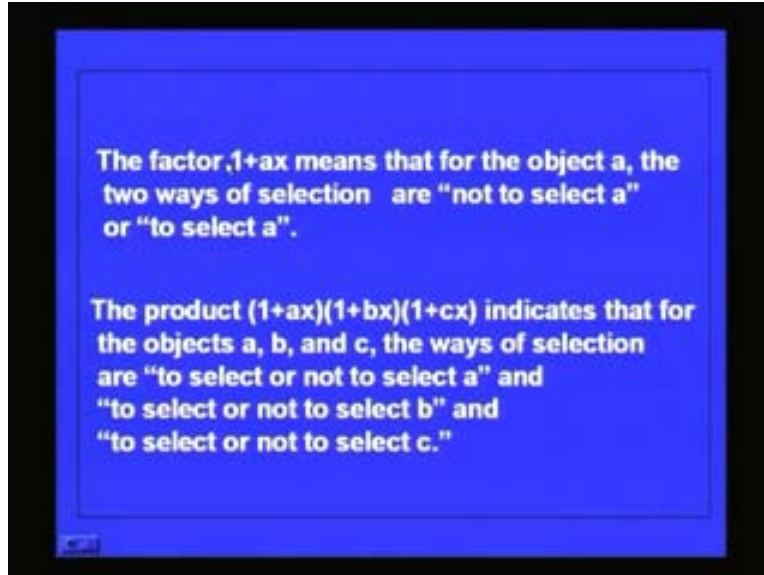 The factor,1+ax means that for the object a, the
two ways of selection are “not to select a”
or “to select a”.
The product (1+ax)(1+bx)(1+cx) indicates that for
the objects a, b, and c, the ways of selection
are “to select or not to select a” and
“to select or not to select b” and
“to select or not to select c.”